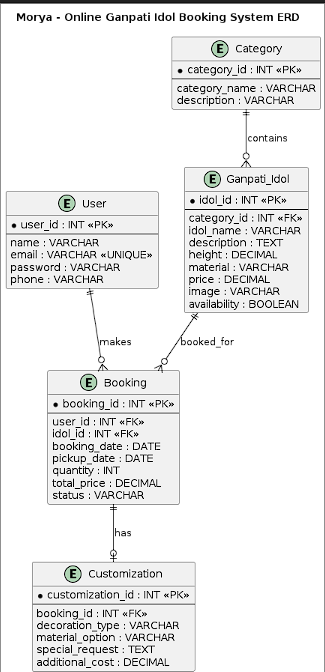 Morya - Online Ganpati Idol Booking System ERD
E Category
category_id : INT «PK»
category_name : VARCHAR
description : VARCHAR
contains
E Ganpati_Idol
idol_id : INT «PK»
category_id : INT «FK»
idol_name : VARCHAR
description : TEXT
height : DECIMAL
material : VARCHAR
price : DECIMAL
image : VARCHAR
availability : BOOLEAN
E User
user_id : INT «PK»
name : VARCHAR
email : VARCHAR «UNIQUE»
password : VARCHAR
phone : VARCHAR
makes
booked_for
E Booking
booking_id : INT «PK»
user_id : INT «FK»
idol_id : INT «FK»
booking_date : DATE
pickup_date : DATE
quantity : INT
total_price : DECIMAL
status : VARCHAR
has
E Customization
customization_id : INT «PK»
booking_id : INT «FK»
decoration_type : VARCHAR
material_option : VARCHAR
special_request : TEXT
additional_cost : DECIMAL